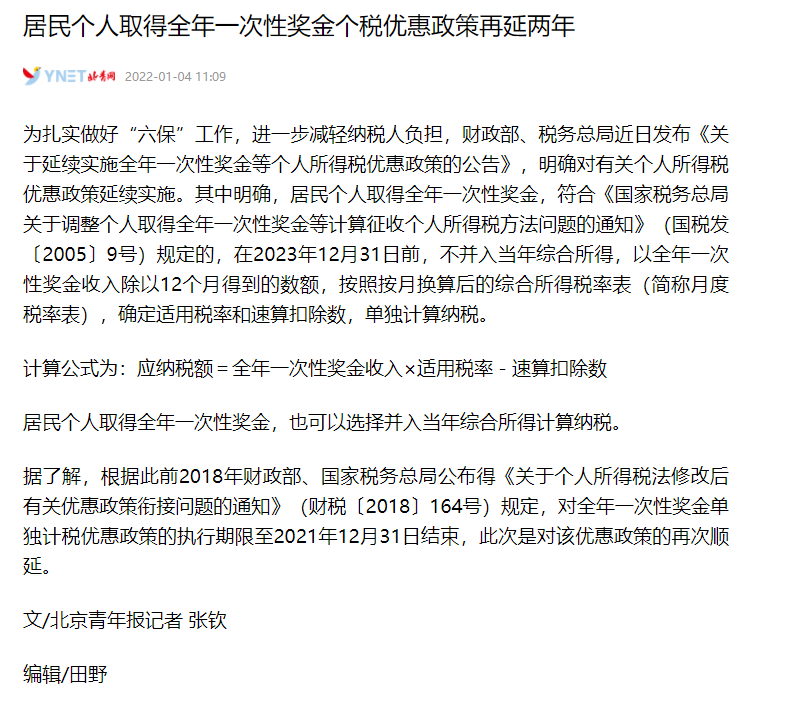 居民个人取得全年一次性奖金个税优惠政策再延两年
YNET 北青网 2022-01-04 11:09
为扎实做好“六保”工作，进一步减轻纳税人负担，财政部、税务总局近日发布《关
于延续实施全年一次性奖金等个人所得税优惠政策的公告》，明确对有关个人所得税
优惠政策延续实施。其中明确，居民个人取得全年一次性奖金，符合《国家税务总局
关于调整个人取得全年一次性奖金等计算征收个人所得税方法问题的通知》（国税发
〔2005〕9号）规定的，在2023年12月31日前，不并入当年综合所得，以全年一次
性奖金收入除以12个月得到的数额，按照按月换算后的综合所得税率表（简称月度
税率表），确定适用税率和速算扣除数，单独计算纳税。
计算公式为：应纳税额＝全年一次性奖金收入×适用税率－速算扣除数
居民个人取得全年一次性奖金，也可以选择并入当年综合所得计算纳税。
据了解，根据此前2018年财政部、国家税务总局公布得《关于个人所得税法修改后
有关优惠政策衔接问题的通知》（财税〔2018〕164号）规定，对全年一次性奖金单
独计税优惠政策的执行期限至2021年12月31日结束，此次是对该优惠政策的再次顺
延。
文/北京青年报记者 张钦
编辑/田野